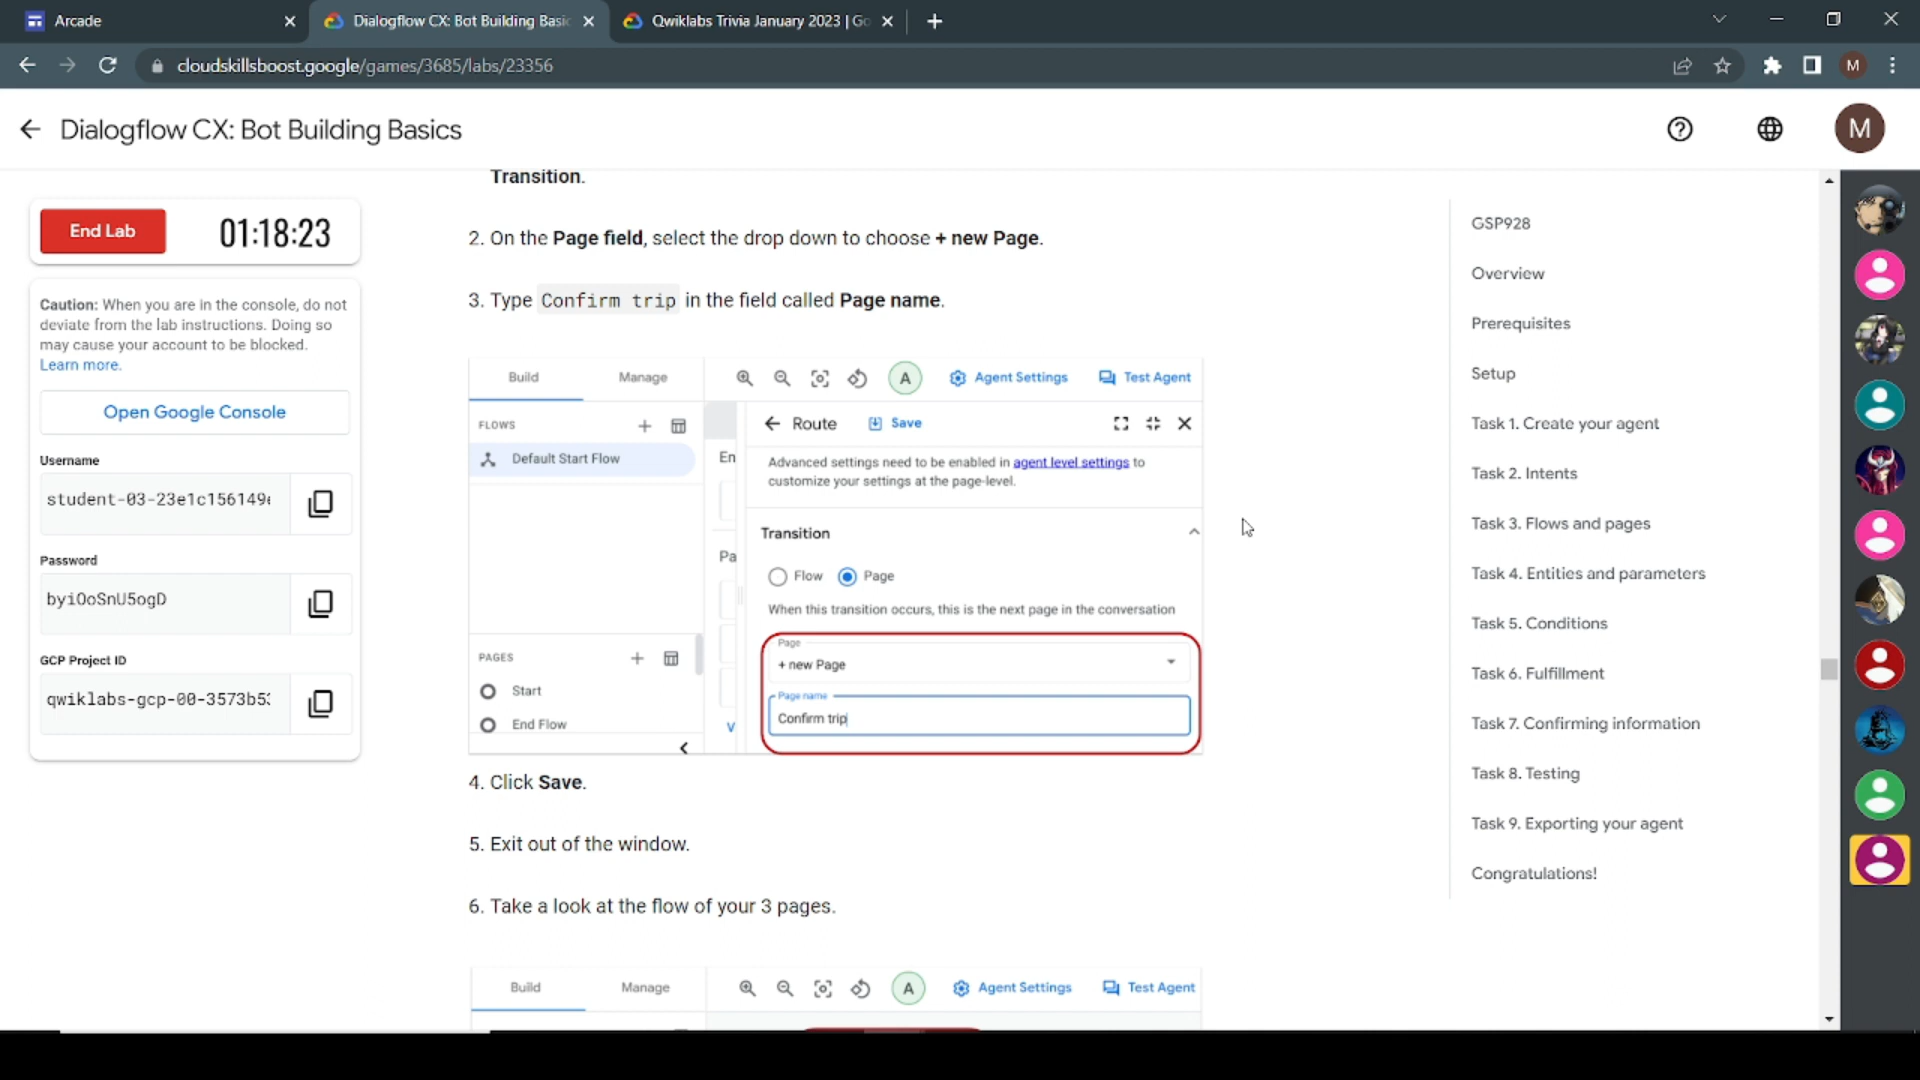 Arcade
Dialogflow CX: Bot Building Basic
Qwiklabs Trivia January 2023 | Go
cloudskillsboost.google/games/3685/labs/23356
M
Dialogflow CX: Bot Building Basics
M
End Lab
01:18:23
Caution: When you are in the console, do not
deviate from the lab instructions. Doing so
may cause your account to be blocked.
Learn more.
Open Google Console
Username
student-03-23e1c156149
Password
byiOoSnU5ogD
GCP Project ID
qwiklabs-gcp-00-3573b5
Transition.
2. On the Page field, select the drop down to choose + new Page.
3. Type Confirm trip in the field called Page name.
Build
Manage
A
Agent Settings
Test Agent
FLOWS
Default Start Flow
En
Pa
Route
Save
Advanced settings need to be enabled in agent level settings to
customize your settings at the page-level.
Transition
Flow
Page
When this transition occurs, this is the next page in the conversation
Page
+ new Page
Page name
Confirm trip
PAGES
Start
End Flow
4. Click Save.
5. Exit out of the window.
6. Take a look at the flow of your 3 pages.
Build
Manage
A
Agent Settings
Test Agent
GSP928
Overview
Prerequisites
Setup
Task 1. Create your agent
Task 2. Intents
Task 3. Flows and pages
Task 4. Entities and parameters
Task 5. Conditions
Task 6. Fulfillment
Task 7. Confirming information
Task 8. Testing
Task 9. Exporting your agent
Congratulations!